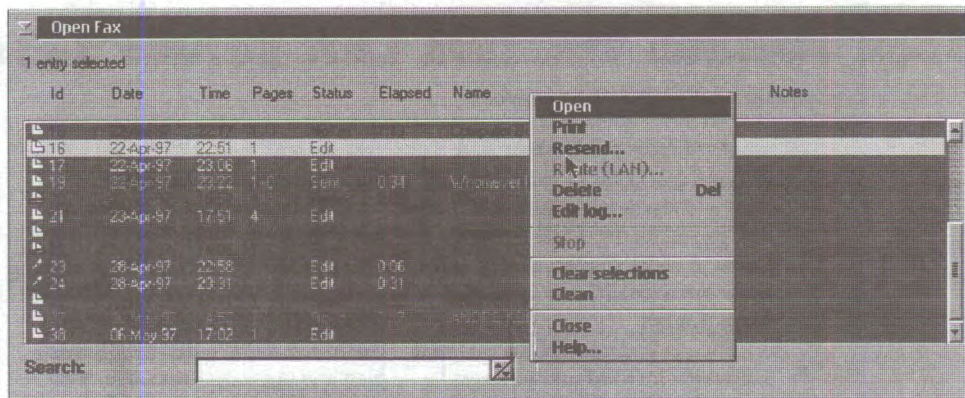 Open Fax
1 entry selected
Id Date Time Pages Status Elapsed Name Notes
16 22-Apr-97 22:51 1 Edit
17 22-Apr-97 23:06 1 Edit
19 22-Apr-97 23:22 Sent 0:34
21 23-Apr-97 17:51 4 Edit
23 28-Apr-97 22:58 Edit 0:06
24 28-Apr-97 23:31 Edit 0:31
38 06-May-97 17:02 1 Edit
Open
Print
Resend...
Route (LAN)...
Delete Del
Edit log...
Stop
Clear selections
Clean
Close
Help...
Search: